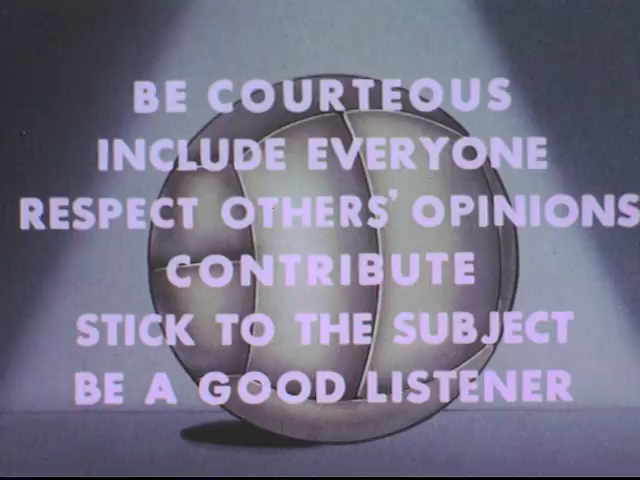 BE COURTEOUS
INCLUDE EVERYONE
RESPECT OTHERS' OPINIONS
CONTRIBUTE
STICK TO THE SUBJECT
BE A GOOD LISTENER